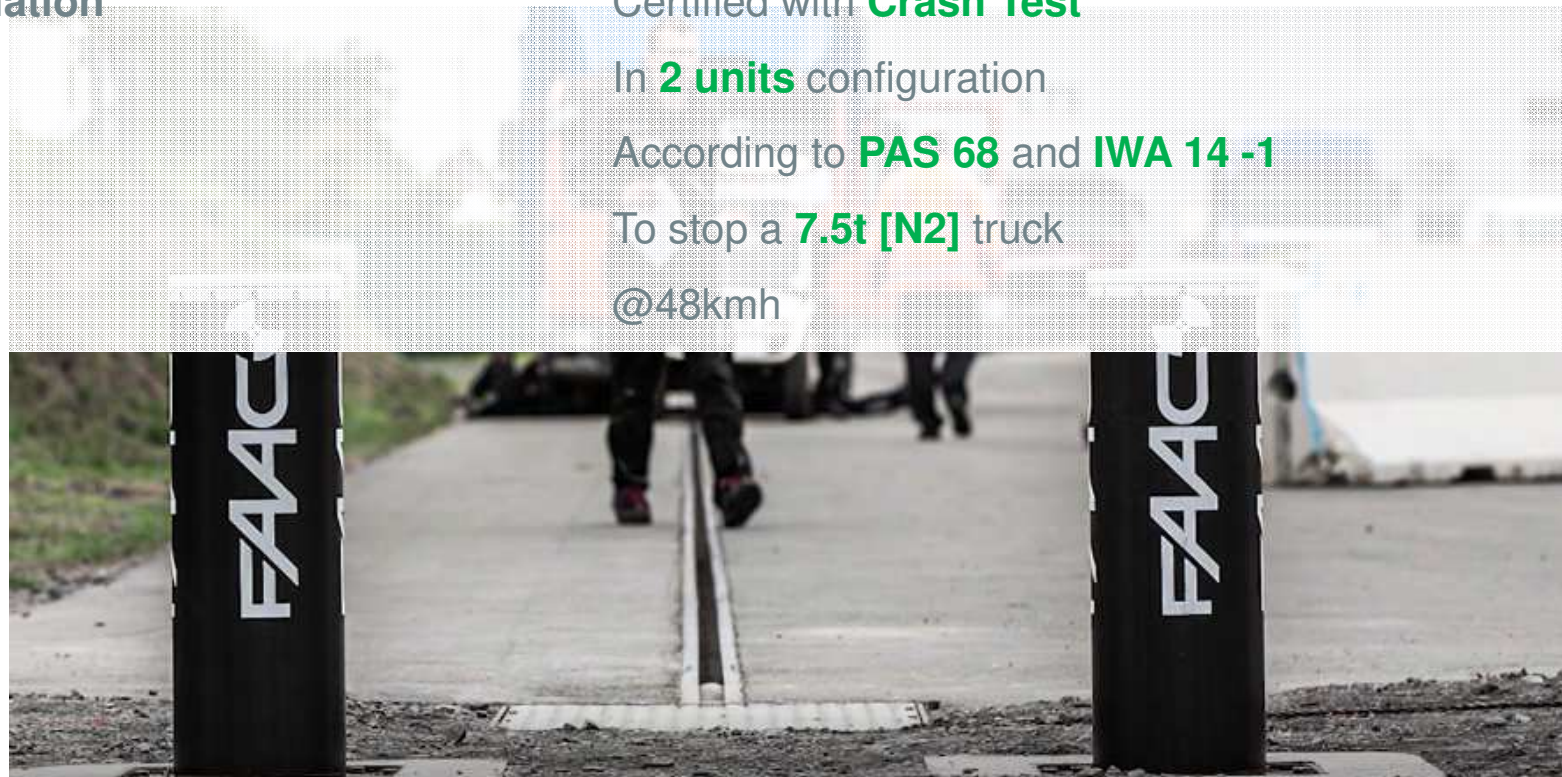 Certified with Crash Test
In 2 units configuration
According to PAS 68 and IWA 14 -1
To stop a 7.5t [N2] truck
@48kmh
FAAC
FAAC